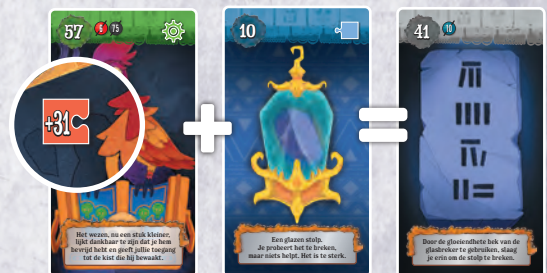 57 6 75
+31
Het wezen, nu een stuk kleiner,
lijkt dankbaar te zijn dat je hem
bevrijd hebt en geeft jullie toegang
tot de kist die hij bewaakt.
+
10
Een glazen stolp.
Je probeert het te breken,
maar niets helpt. Het is te sterk.
=
41 10
Door de gloeiendhete bek van de
glasbreker te gebruiken, slaag
je erin om de stolp te breken.